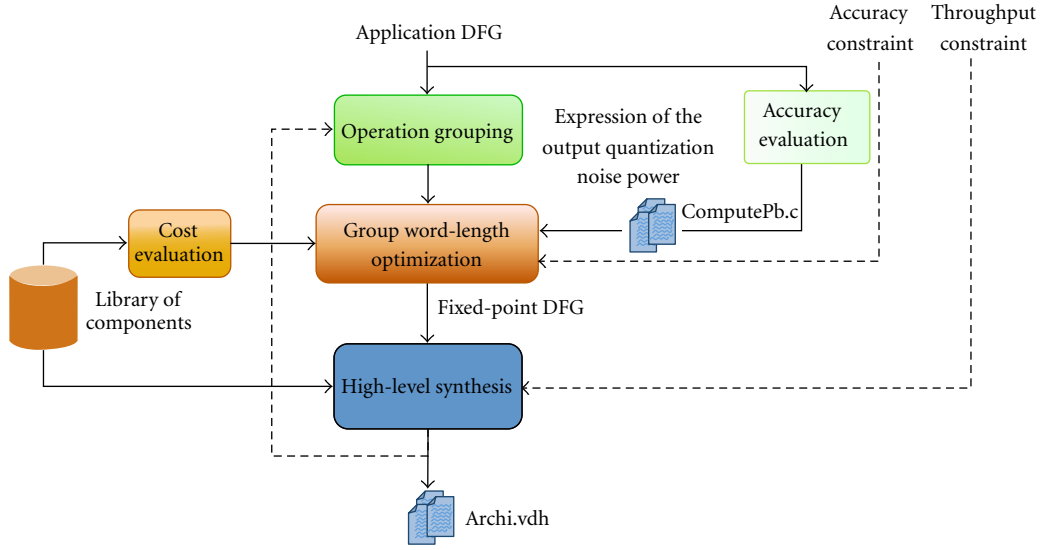 Application DFG
Accuracy
constraint
Throughput
constraint
Operation grouping
Expression of the
output quantization
noise power
Accuracy
evaluation
ComputePb.c
Cost
evaluation
Group word-length
optimization
Library of
components
Fixed-point DFG
High-level synthesis
Archi.vdh